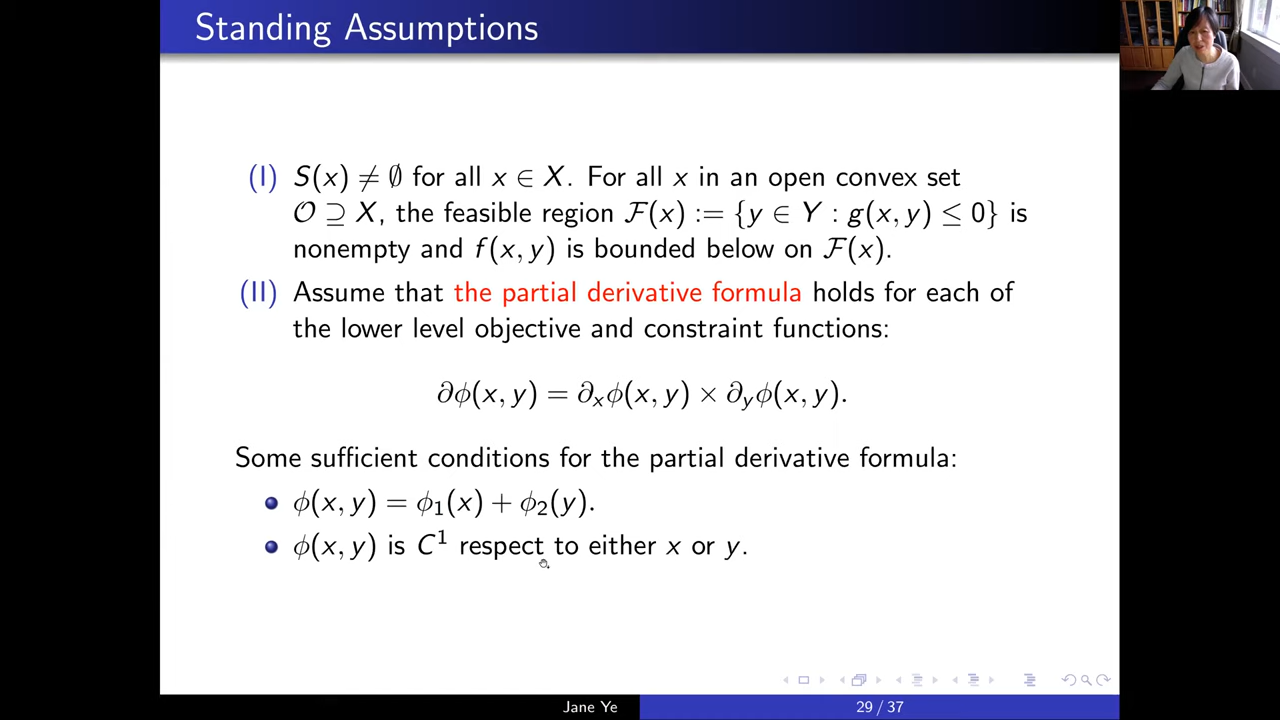 Standing Assumptions
(I) S(x) ≠ ∅ for all x ∈ X. For all x in an open convex set
O ⊇ X, the feasible region F(x) := {y ∈ Y : g(x, y) ≤ 0} is
nonempty and f(x, y) is bounded below on F(x).
(II) Assume that the partial derivative formula holds for each of
the lower level objective and constraint functions:
∂ϕ(x, y) = ∂ₓϕ(x, y) × ∂_yϕ(x, y).
Some sufficient conditions for the partial derivative formula:
• ϕ(x, y) = ϕ₁(x) + ϕ₂(y).
• ϕ(x, y) is C¹ respect to either x or y.
Jane Ye
29 / 37